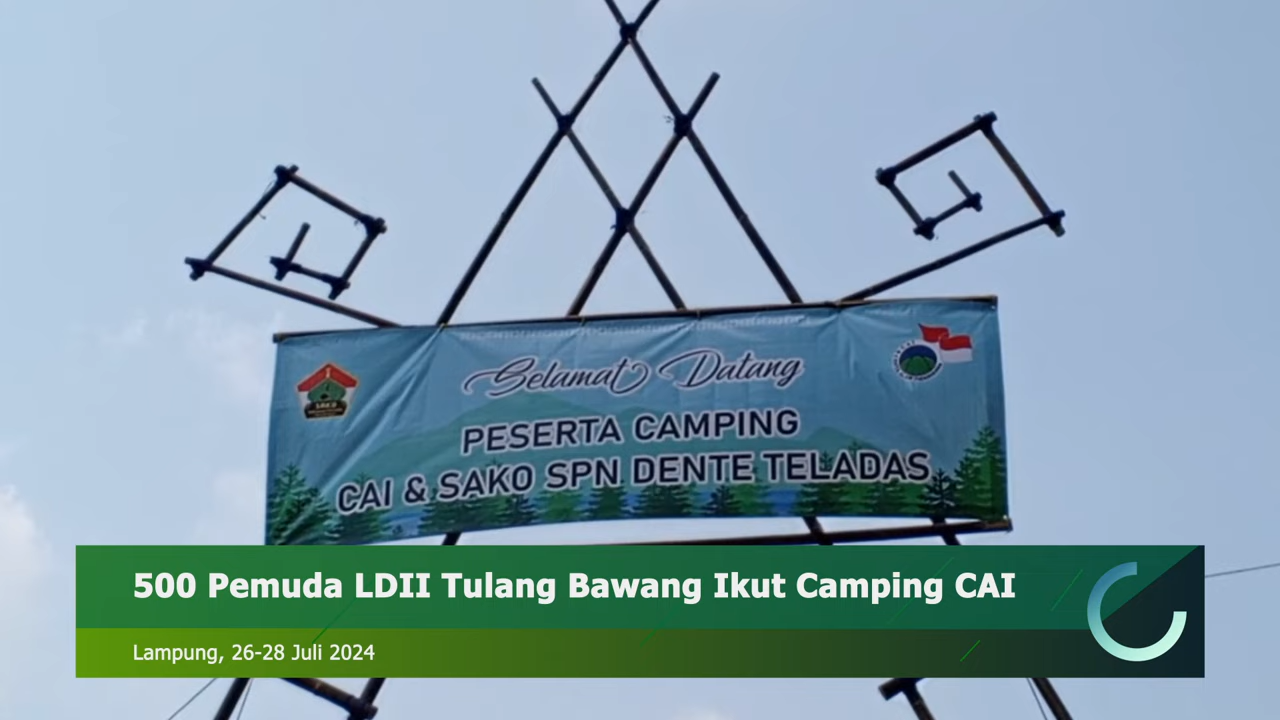 Selamat Datang
PESERTA CAMPING
CAI & SAKO SPN DENTE TELADAS
500 Pemuda LDII Tulang Bawang Ikut Camping CAI
Lampung, 26-28 Juli 2024